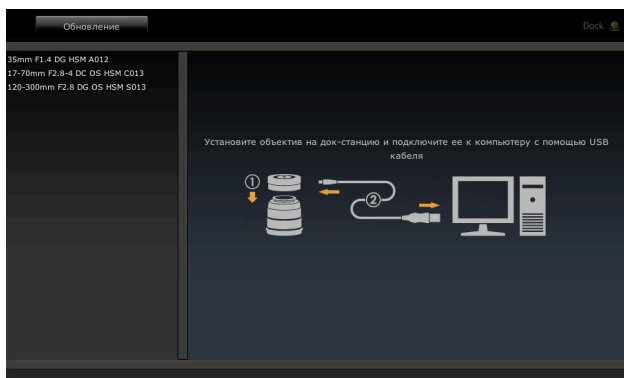 Обновление
Dock
35mm F1.4 DG HSM A012
17-70mm F2.8-4 DC OS HSM C013
120-300mm F2.8 DG OS HSM S013
Установите объектив на док-станцию и подключите ее к компьютеру с помощью USB
кабеля
1
2